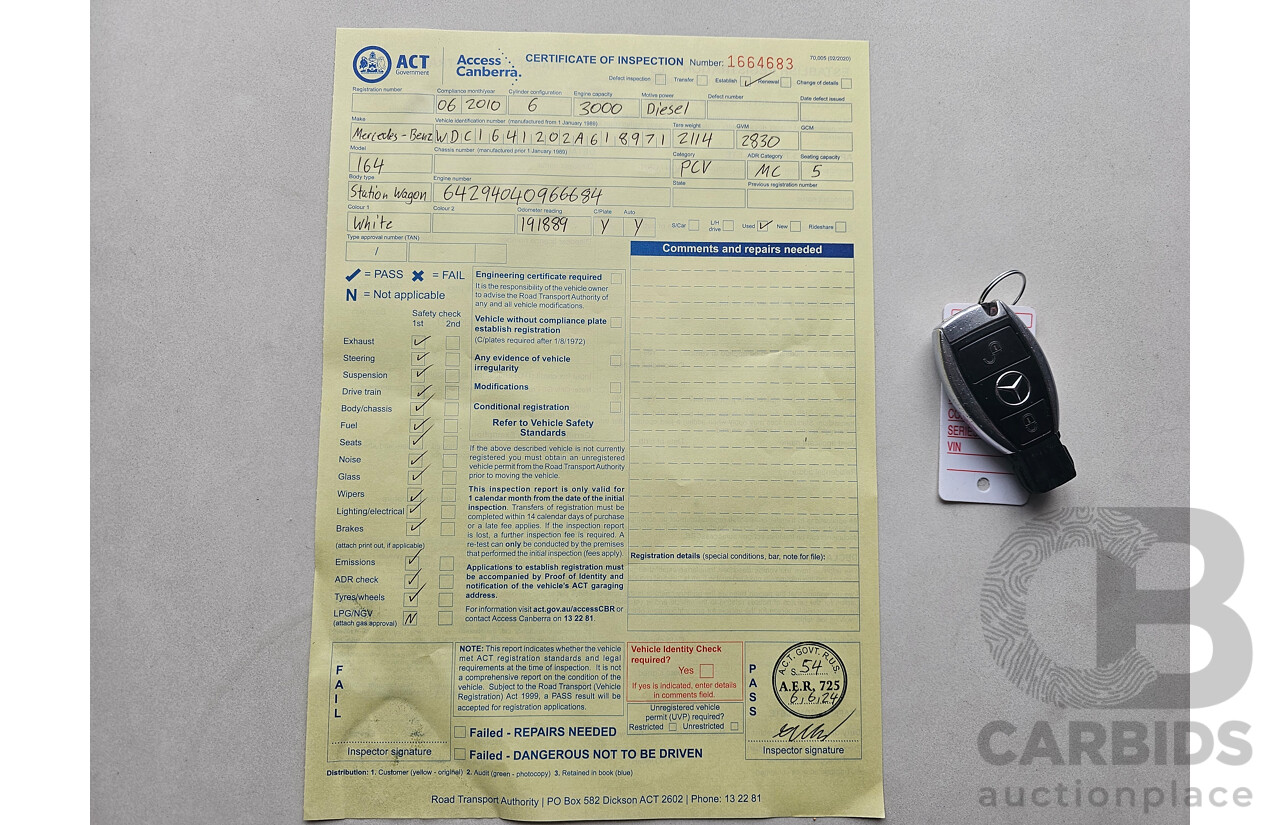 ACT Government Access Canberra. CERTIFICATE OF INSPECTION Number: 1664683 70,005 (02/2020)
Defect Inspection Transfer Establish Renewal Change of details
Registration number Compliance month/year Cylinder configuration Engine capacity Motive power Defect number Date defect issued
06 2010 6 3000 Diesel
Make Vehicle identification number (manufactured from 1 January 1989) Tare weight GVM GCM
Mercedes-Benz WDC1641202A618971 2114 2830
Model Chassis number (manufactured prior 1 January 1989) Category ADR Category Seating capacity
164 PCV MC 5
Body type Engine number State Previous registration number
Station Wagon 64294040966684
Colour 1 Colour 2 Odometer reading C/Plate Auto
White 191889 Y Y S/Car L/H drive Used New Rideshare
Type approval number (TAN)
/
Comments and repairs needed
= PASS = FAIL
N = Not applicable
Safety check
1st 2nd
Exhaust
Steering
Suspension
Drive train
Body/chassis
Fuel
Seats
Noise
Glass
Wipers
Lighting/electrical
Brakes
(attach print out, if applicable)
Emissions
ADR check
Tyres/wheels
LPG/NGV N
(attach gas approval)
Engineering certificate required
It is the responsibility of the vehicle owner
to advise the Road Transport Authority of
any and all vehicle modifications.
Vehicle without compliance plate
establish registration
(C/plates required after 1/8/1972)
Any evidence of vehicle
irregularity
Modifications
Conditional registration
Refer to Vehicle Safety
Standards
If the above described vehicle is not currently
registered you must obtain an unregistered
vehicle permit from the Road Transport Authority
prior to moving the vehicle.
This inspection report is only valid for
1 calendar month from the date of the initial
inspection. Transfers of registration must be
completed within 14 calendar days of purchase
or a late fee applies. If the inspection report
is lost, a further inspection fee is required. A
re-test can only be conducted by the premises
that performed the initial inspection (fees apply).
Applications to establish registration must
be accompanied by Proof of Identity and
notification of the vehicle's ACT garaging
address.
For information visit act.gov.au/accessCBR or
contact Access Canberra on 13 22 81.
Registration details (special conditions, bar, note for file):
FAIL
Inspector signature
NOTE: This report indicates whether the vehicle
met ACT registration standards and legal
requirements at the time of inspection. It is not
a comprehensive report on the condition of the
vehicle. Subject to the Road Transport (Vehicle
Registration) Act 1999, a PASS result will be
accepted for registration applications.
Failed - REPAIRS NEEDED
Failed - DANGEROUS NOT TO BE DRIVEN
Vehicle Identity Check
required?
Yes
If yes is indicated, enter details
in comments field.
Unregistered vehicle
permit (UVP) required?
Restricted Unrestricted
PASS
A.C.T. GOVT. R.U.S.
S. 54
A.E.R. 725
6,6,24
Inspector signature
Distribution: 1. Customer (yellow - original) 2. Audit (green - photocopy) 3. Retained in book (blue)
Road Transport Authority | PO Box 582 Dickson ACT 2602 | Phone: 13 22 81
VIN
CB
CARBIDS
auctionplace